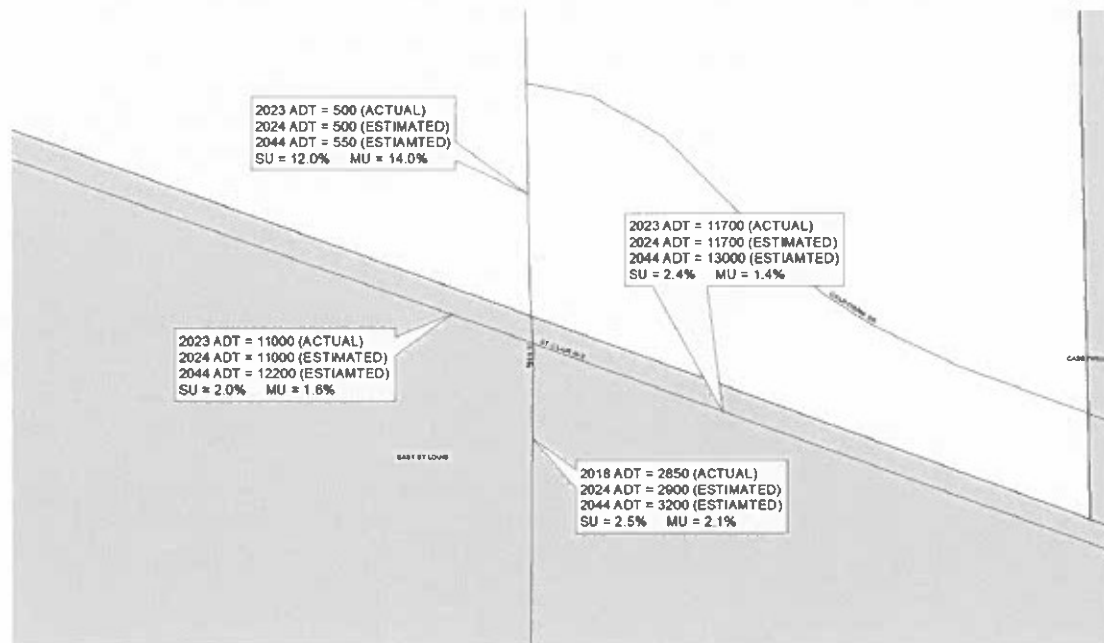 2023 ADT = 500 (ACTUAL)
2024 ADT = 500 (ESTIMATED)
2044 ADT = 550 (ESTIAMTED)
SU = 12.0% MU = 14.0%
2023 ADT = 11700 (ACTUAL)
2024 ADT = 11700 (ESTIMATED)
2044 ADT = 13000 (ESTIAMTED)
SU = 2.4% MU = 1.4%
2023 ADT = 11000 (ACTUAL)
2024 ADT = 11000 (ESTIMATED)
2044 ADT = 12200 (ESTIAMTED)
SU = 2.0% MU = 1.6%
ST CLAIR AVE
EAST ST LOUIS
2018 ADT = 2850 (ACTUAL)
2024 ADT = 2900 (ESTIMATED)
2044 ADT = 3200 (ESTIAMTED)
SU = 2.5% MU = 2.1%